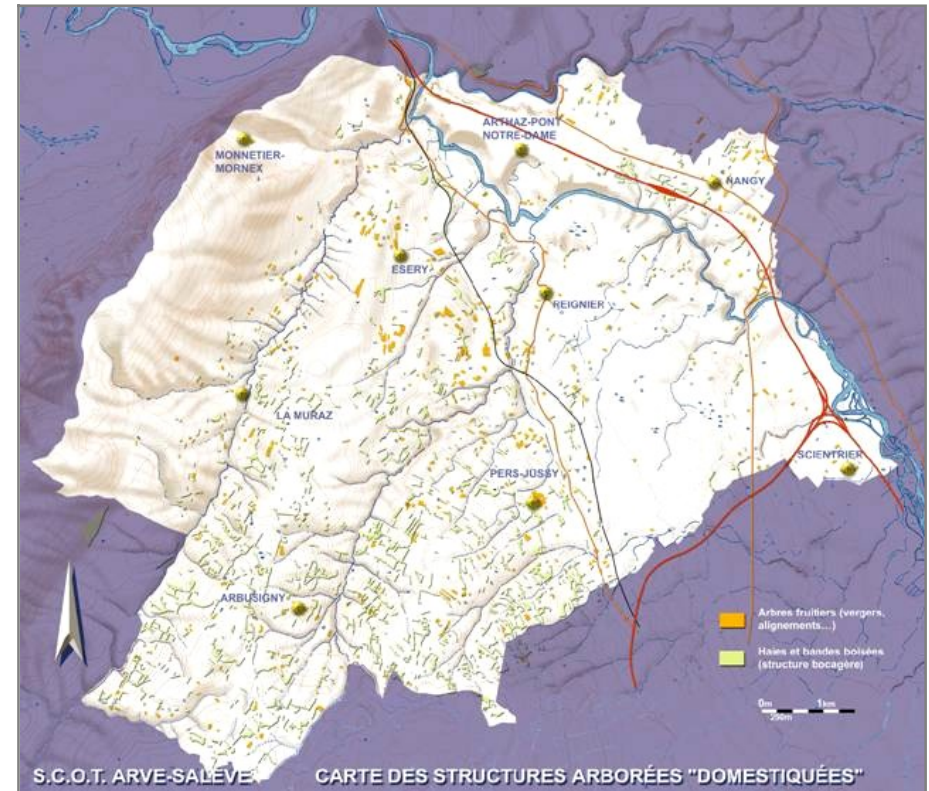 ARTHAZ-PONT
NOTRE-DAME
MONNETIER-
MORNEX
NANGY
ESERY
REIGNIER
LA MURAZ
SCIENTRIER
PERS-JUSSY
ARBUSIGNY
Arbres fruitiers (vergers,
alignements...)
Haies et bandes boisées
(structure bocagère)
0m 1km
250m
S.C.O.T. ARVE-SALÈVE CARTE DES STRUCTURES ARBORÉES "DOMESTIQUÉES"